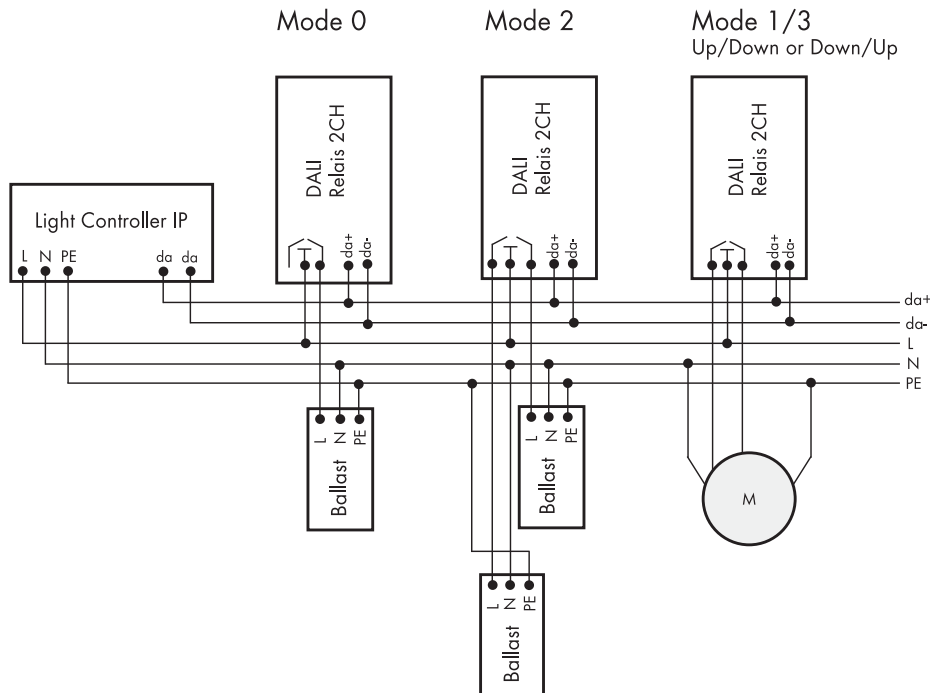 Mode 0
Mode 2
Mode 1/3
Up/Down or Down/Up
DALI
Relais 2CH
da+
da-
DALI
Relais 2CH
da+
da-
DALI
Relais 2CH
da+
da-
Light Controller IP
L N PE da da
da+
da-
L
N
PE
L N PE
Ballast
L N PE
Ballast
M
L N PE
Ballast